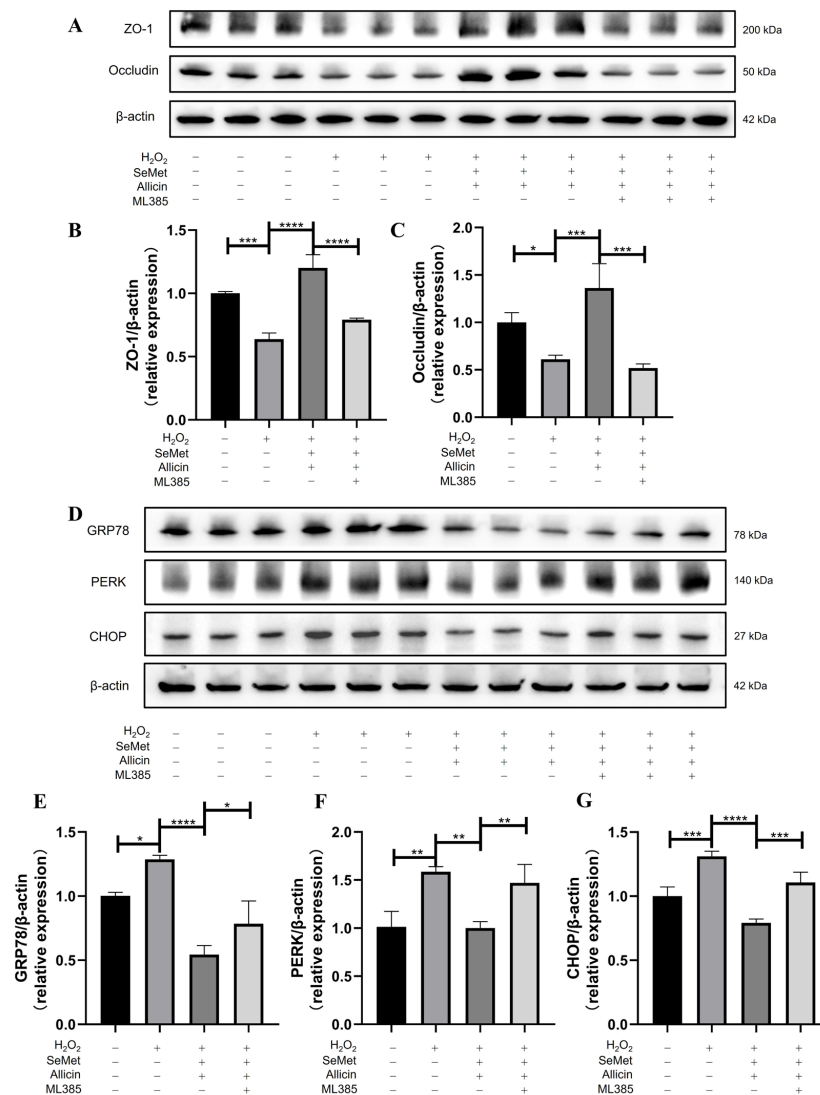 A
ZO-1
200 kDa
Occludin
50 kDa
β-actin
42 kDa
H₂O₂ − − − + + + + + + + + +
SeMet − − − − − − + + + + + +
Allicin − − − − − − + + + + + +
ML385 − − − − − − − − − + + +
B
ZO-1/β-actin
(relative expression)
1.5
1.0
0.5
0.0
*** **** ****
H₂O₂ − + + +
SeMet − − + +
Allicin − − + +
ML385 − − − +
C
Occludin/β-actin
(relative expression)
2.0
1.5
1.0
0.5
0.0
* *** ***
H₂O₂ − + + +
SeMet − − + +
Allicin − − + +
ML385 − − − +
D
GRP78
78 kDa
PERK
140 kDa
CHOP
27 kDa
β-actin
42 kDa
H₂O₂ − − − + + + + + + + + +
SeMet − − − − − − + + + + + +
Allicin − − − − − − + + + + + +
ML385 − − − − − − − − − + + +
E
GRP78/β-actin
(relative expression)
1.5
1.0
0.5
0.0
* **** *
H₂O₂ − + + +
SeMet − − + +
Allicin − − + +
ML385 − − − +
F
PERK/β-actin
(relative expression)
2.0
1.5
1.0
0.5
0.0
** ** **
H₂O₂ − + + +
SeMet − − + +
Allicin − − + +
ML385 − − − +
G
CHOP/β-actin
(relative expression)
1.5
1.0
0.5
0.0
*** **** ***
H₂O₂ − + + +
SeMet − − + +
Allicin − − + +
ML385 − − − +